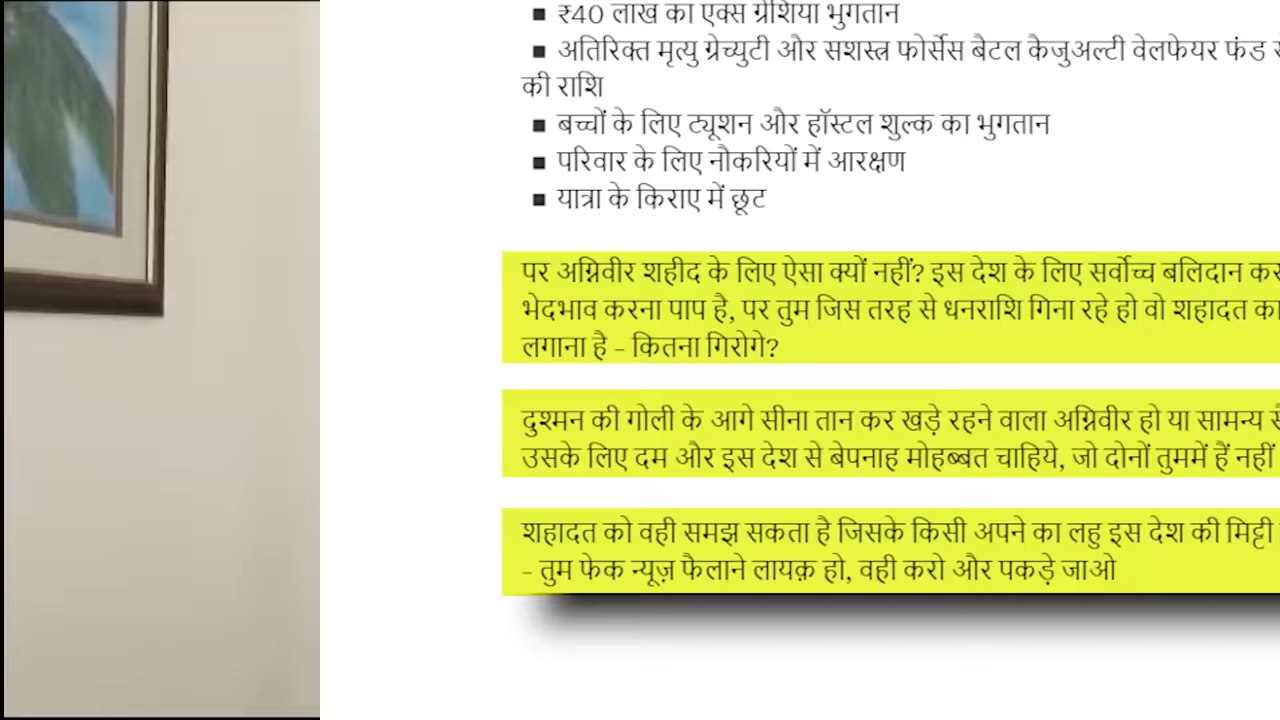 ▪ ₹40 लाख का एक्स ग्रेशिया भुगतान
▪ अतिरिक्त मृत्यु ग्रेच्युटी और सशस्त्र फोर्सेस बैटल कैजुअल्टी वेलफेयर फंड
की राशि
▪ बच्चों के लिए ट्यूशन और हॉस्टल शुल्क का भुगतान
▪ परिवार के लिए नौकरियों में आरक्षण
▪ यात्रा के किराए में छूट
पर अग्निवीर शहीद के लिए ऐसा क्यों नहीं? इस देश के लिए सर्वोच्च बलिदान
भेदभाव करना पाप है, पर तुम जिस तरह से धनराशि गिना रहे हो वो शहादत का
लगाना है - कितना गिरोगे?
दुश्मन की गोली के आगे सीना तान कर खड़े रहने वाला अग्निवीर हो या सामन्य
उसके लिए दम और इस देश से बेपनाह मोहब्बत चाहिये, जो दोनों तुममें हैं नहीं
शहादत को वही समझ सकता है जिसके किसी अपने का लहु इस देश की मिट्टी
- तुम फेक न्यूज़ फैलाने लायक़ हो, वही करो और पकड़े जाओ